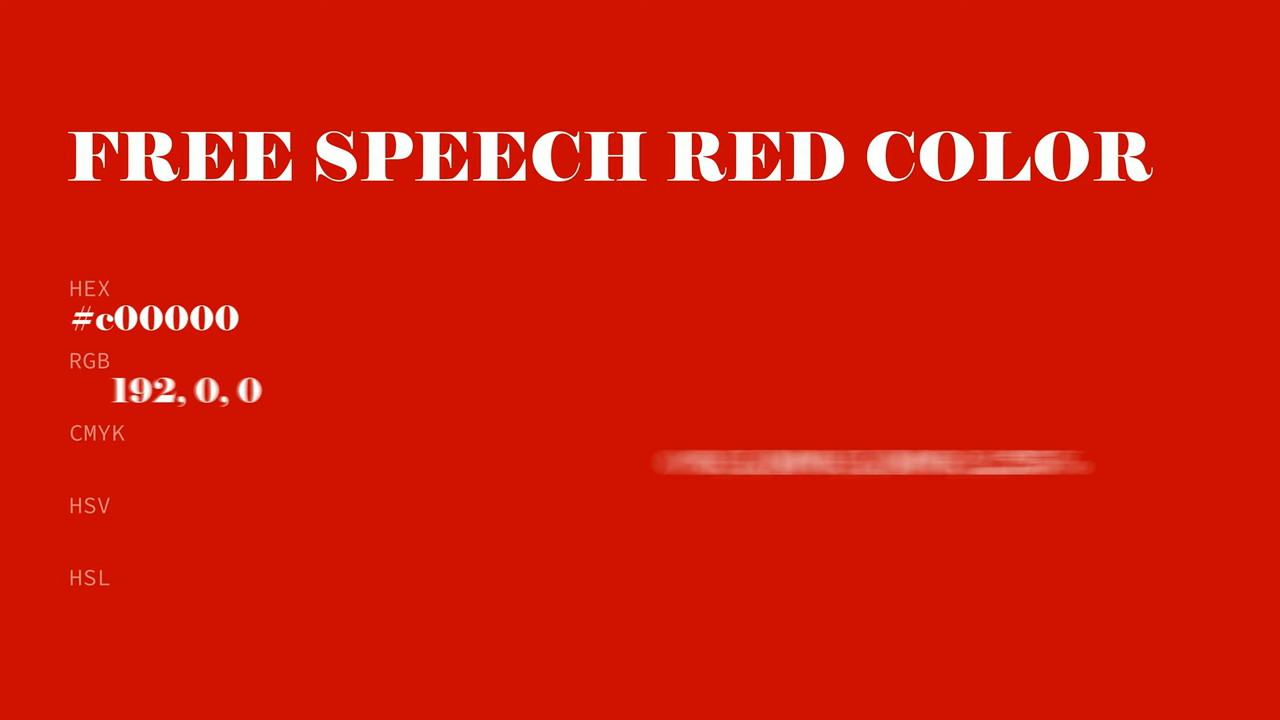 FREE SPEECH RED COLOR
HEX
#c00000
RGB
192, 0, 0
CMYK
HSV
HSL